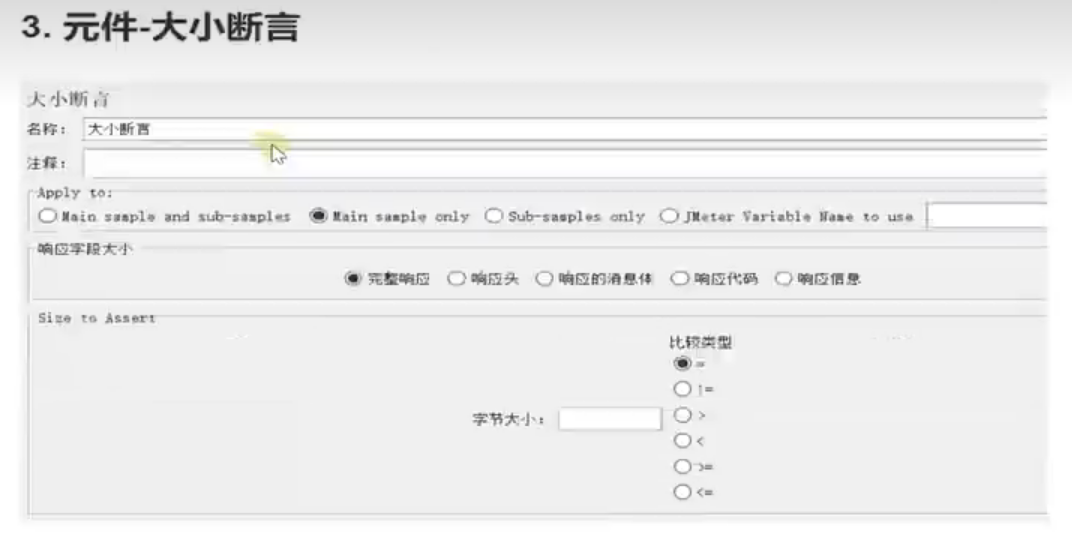 3. 元件-大小断言
大小断言
名称： 大小断言
注释：
Apply to:
Main sample and sub-samples Main sample only Sub-samples only JMeter Variable Name to use
响应字段大小
完整响应 响应头 响应的消息体 响应代码 响应信息
Size to Assert
比较类型
=
!=
字节大小： >
<
>=
<=